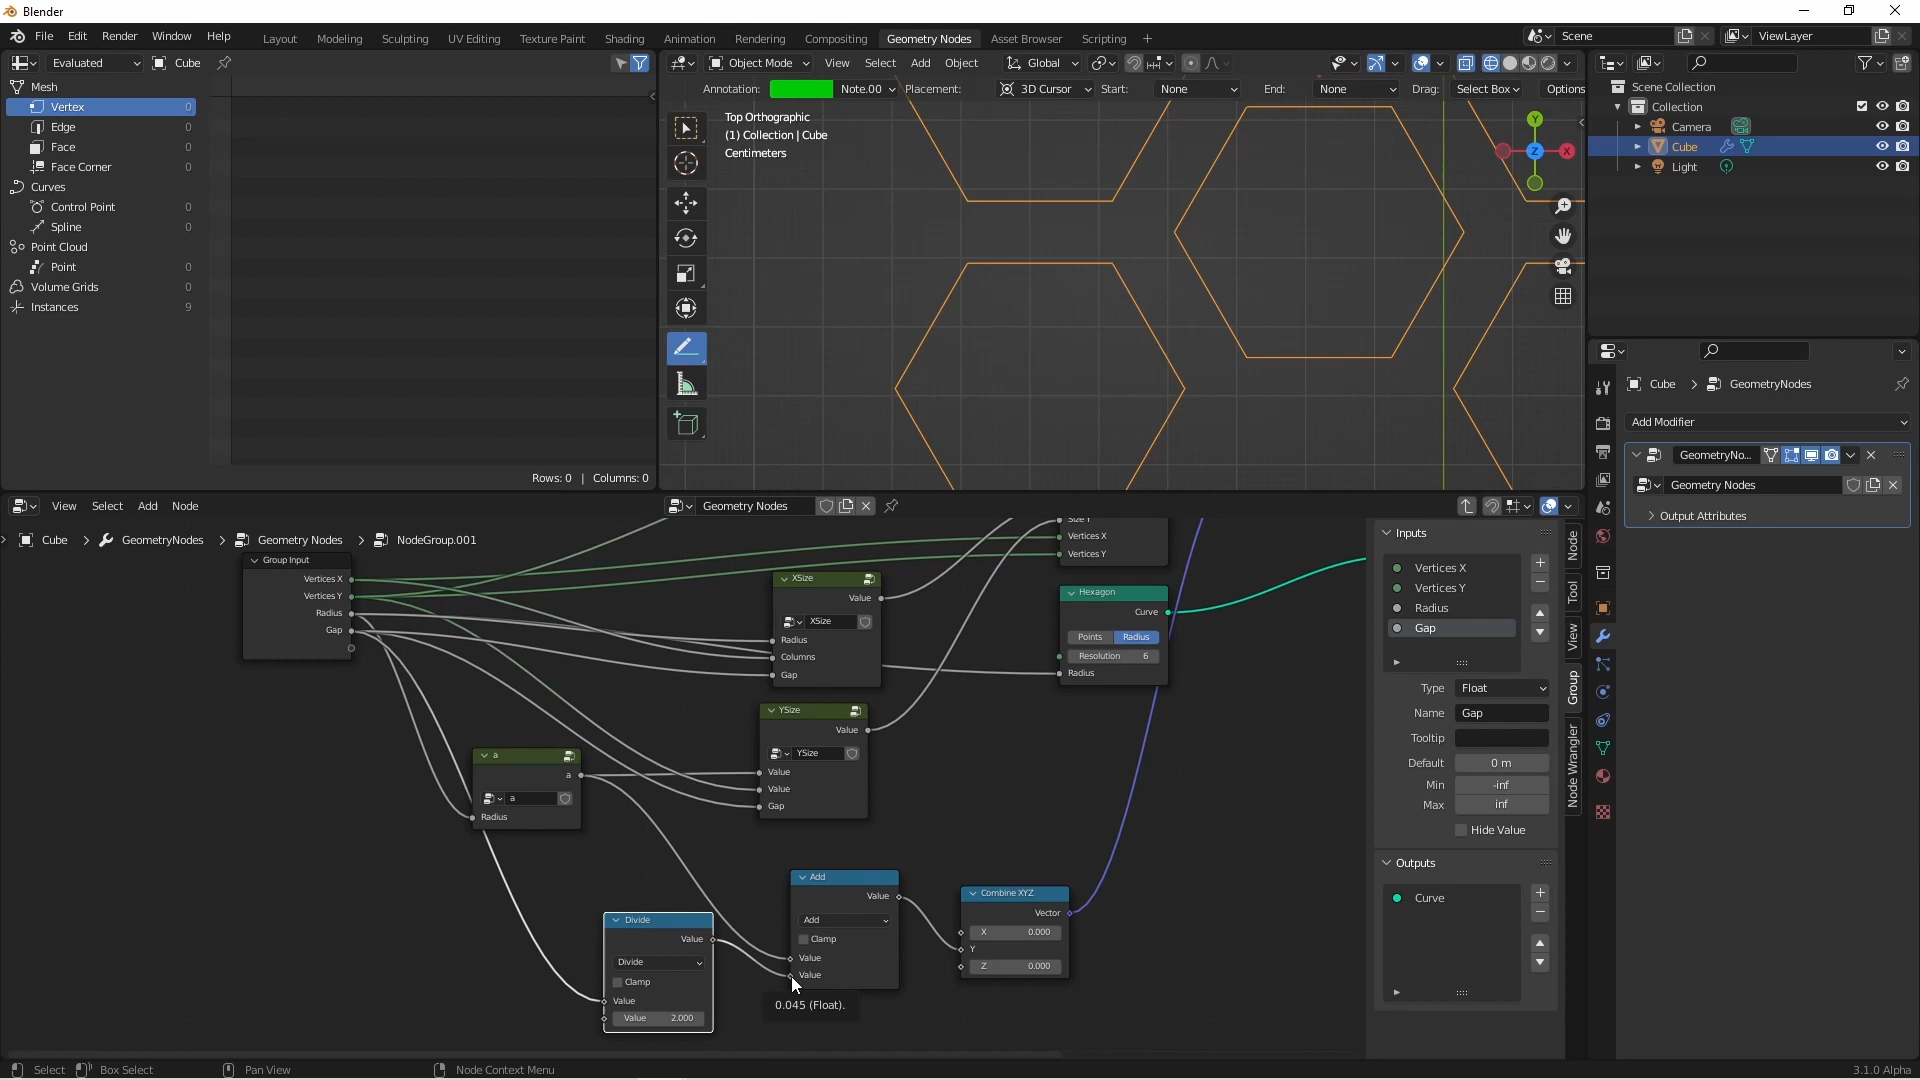 Blender
File Edit Render Window Help
Layout Modeling Sculpting UV Editing Texture Paint Shading Animation Rendering Compositing Geometry Nodes Asset Browser Scripting +
Scene
ViewLayer
Evaluated
Cube
Object Mode
View Select Add Object
Global
Annotation: Note.00 Placement: 3D Cursor Start: None End: None Drag: Select Box Options
Mesh
Vertex 0
Edge 0
Face 0
Face Corner 0
Curves
Control Point 0
Spline 0
Point Cloud
Point 0
Volume Grids 0
Instances 9
Rows: 0 | Columns: 0
Top Orthographic
(1) Collection | Cube
Centimeters
Y
Z
X
Scene Collection
Collection
Camera
Cube
Light
Cube > GeometryNodes
Add Modifier
GeometryNo...
Geometry Nodes
Output Attributes
View Select Add Node
Geometry Nodes
Cube > GeometryNodes > Geometry Nodes > NodeGroup.001
Group Input
Vertices X
Vertices Y
Radius
Gap
XSize
Value
XSize
Radius
Columns
Gap
YSize
Value
YSize
Value
Value
Gap
a
a
a
Radius
Size Y
Vertices X
Vertices Y
Hexagon
Curve
Points Radius
Resolution 6
Radius
Divide
Value
Divide
Clamp
Value
Value 2.000
Add
Value
Add
Clamp
Value
Value
0.045 (Float).
Combine XYZ
Vector
X 0.000
Y
Z 0.000
Inputs
Vertices X
Vertices Y
Radius
Gap
Type Float
Name Gap
Tooltip
Default 0 m
Min -inf
Max inf
Hide Value
Outputs
Curve
Node
Tool
View
Group
Node Wrangler
Select Box Select Pan View Node Context Menu
3.1.0 Alpha